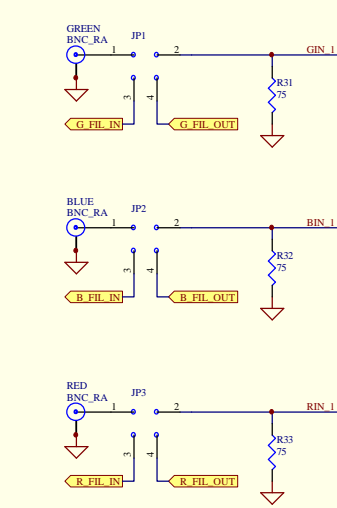 GREEN
BNC_RA
JP1
1
2
GIN_1
R31
75
3
4
G_FIL_IN
G_FIL_OUT
BLUE
BNC_RA
JP2
1
2
BIN_1
R32
75
3
4
B_FIL_IN
B_FIL_OUT
RED
BNC_RA
JP3
1
2
RIN_1
R33
75
3
4
R_FIL_IN
R_FIL_OUT